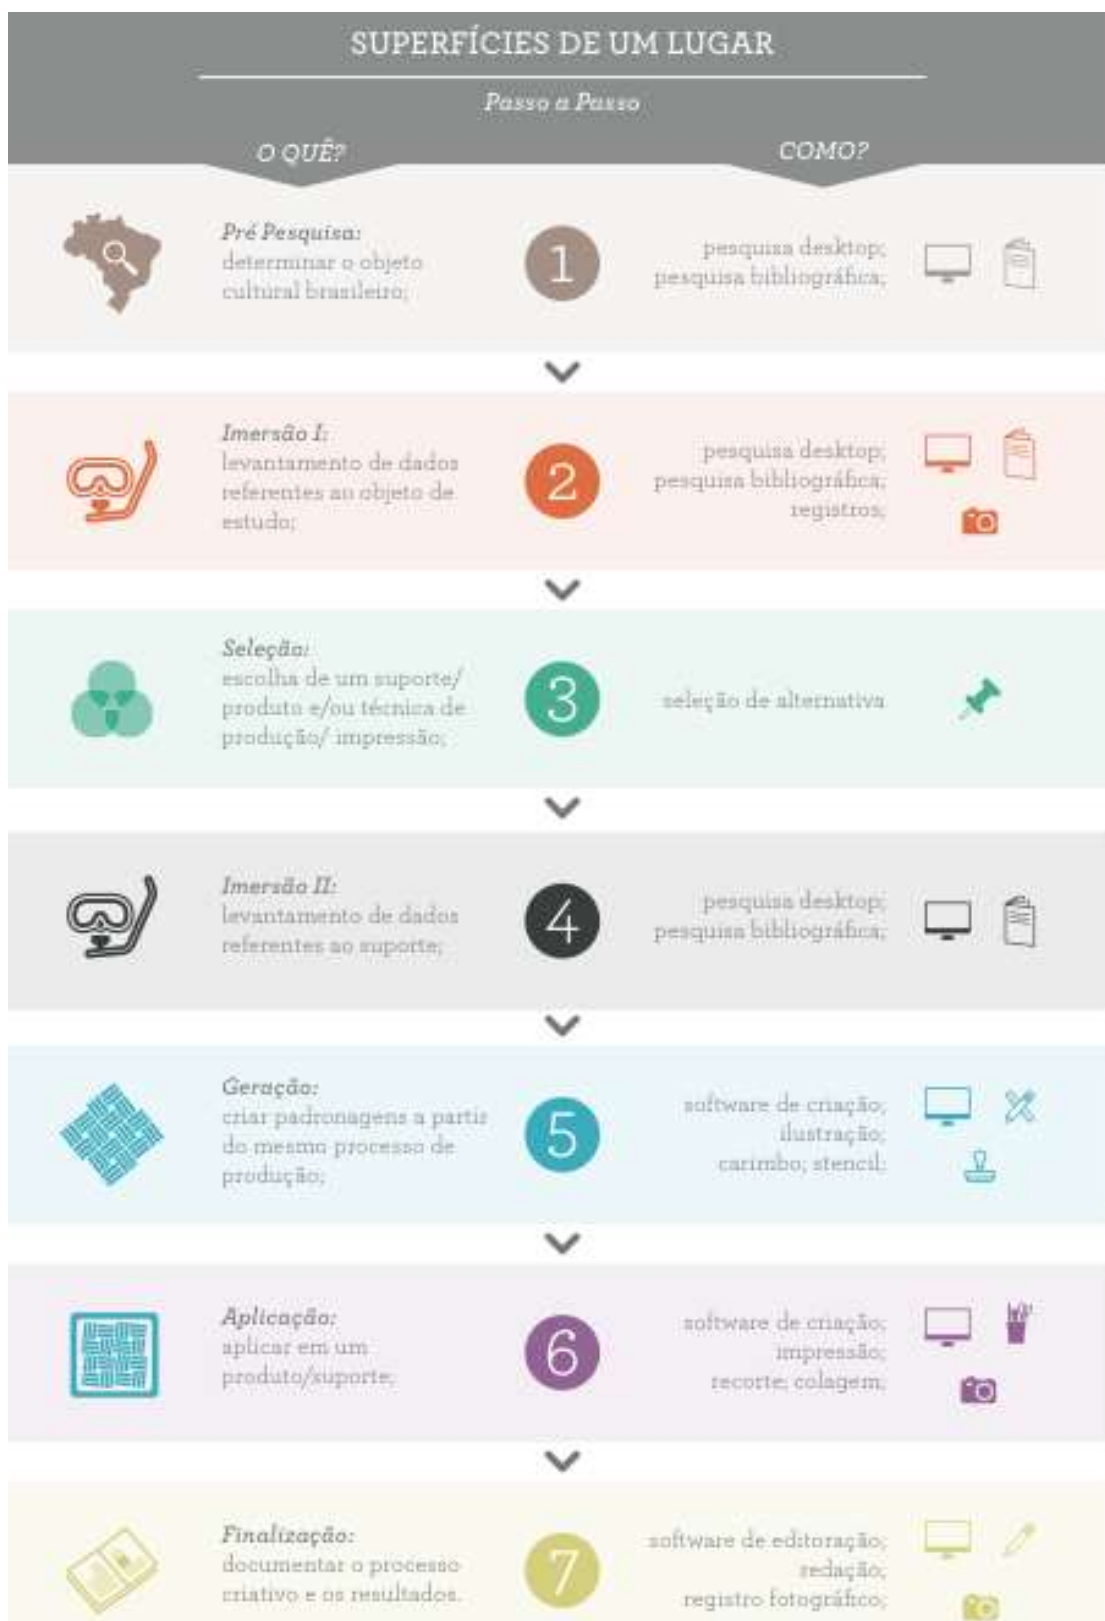 SUPERFÍCIES DE UM LUGAR
Passo a Passo
O QUÊ?
COMO?
Pré Pesquisa:
determinar o objeto
cultural brasileiro;
1
pesquisa desktop;
pesquisa bibliográfica;
Imersão I:
levantamento de dados
referentes ao objeto de
estudo;
2
pesquisa desktop;
pesquisa bibliográfica;
registros;
Seleção:
escolha de um suporte/
produto e/ou técnica de
produção/ impressão;
3
seleção de alternativa
Imersão II:
levantamento de dados
referentes ao suporte;
4
pesquisa desktop;
pesquisa bibliográfica;
Geração:
criar padronagens a partis
do mesmo processo de
produção;
5
software de criação;
ilustração;
carimbo; stencil;
Aplicação:
aplicar em um
produto/suporte;
6
software de criação;
impressão;
recorte; colagem;
Finalização:
documentar o processo
criativo e os resultados.
7
software de editoração;
redação;
registro fotográfico;